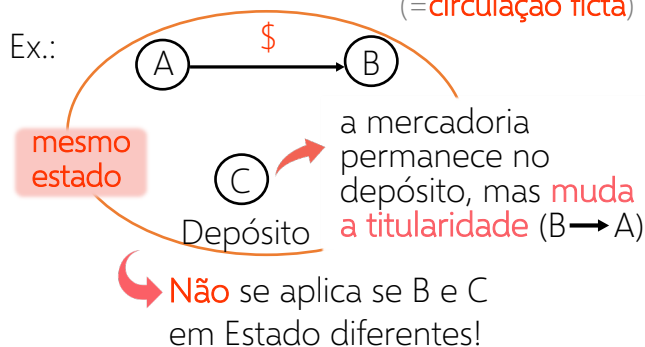 (=circulação ficta)
Ex.:
$
A
B
mesmo
estado
C
Depósito
a mercadoria
permanece no
depósito, mas muda
a titularidade (B→A)
Não se aplica se B e C
em Estado diferentes!